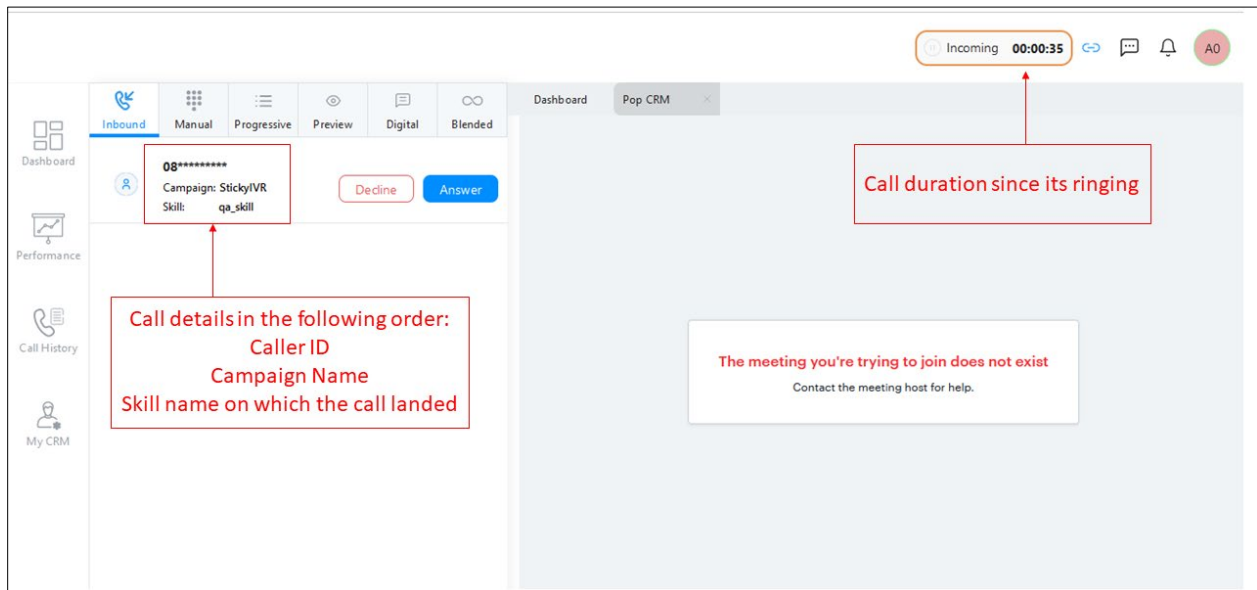 Incoming 00:00:35
A0
Inbound Manual Progressive Preview Digital Blended
Dashboard Pop CRM ×
Dashboard
Performance
Call History
My CRM
08*********
Campaign: StickyIVR
Skill: qa_skill
Decline
Answer
Call duration since its ringing
Call details in the following order:
Caller ID
Campaign Name
Skill name on which the call landed
The meeting you're trying to join does not exist
Contact the meeting host for help.